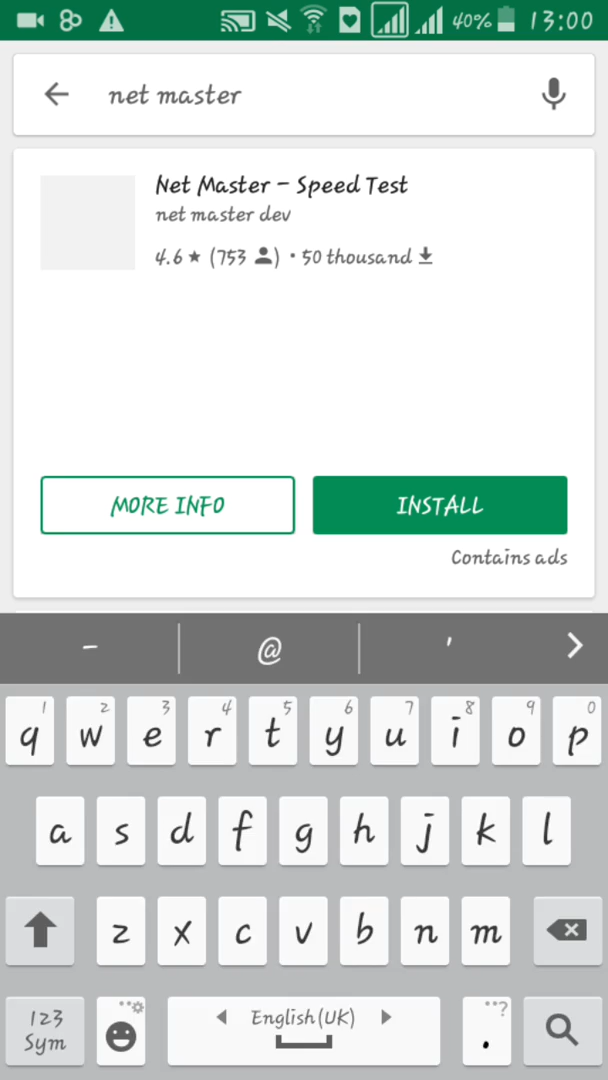 40% 13:00
net master
Net Master - Speed Test
net master dev
4.6 ★ (753 ) • 50 thousand
MORE INFO
INSTALL
Contains ads
- @ '
1 2 3 4 5 6 7 8 9 0
q w e r t y u i o p
a s d f g h j k l
z x c v b n m
123
Sym
English(UK)
. ?